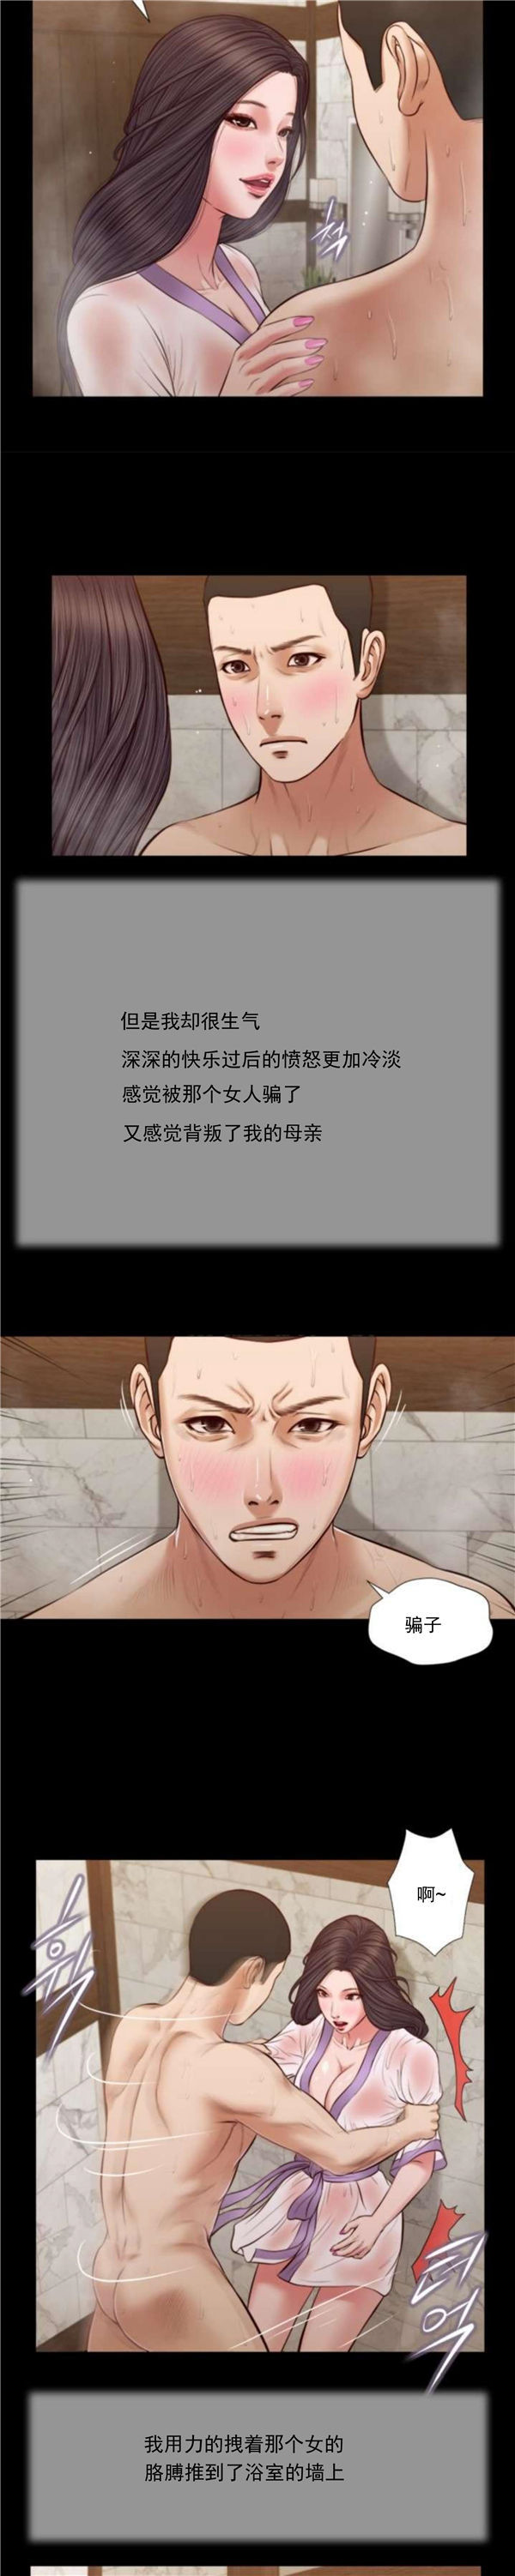 척
但是我却很生气
深深的快乐过后的愤怒更加冷淡
感觉被那个女人骗了
又感觉背叛了我的母亲
骗子
啊~
휙
덕
我用力的拽着那个女的
胳膊推到了浴室的墙上